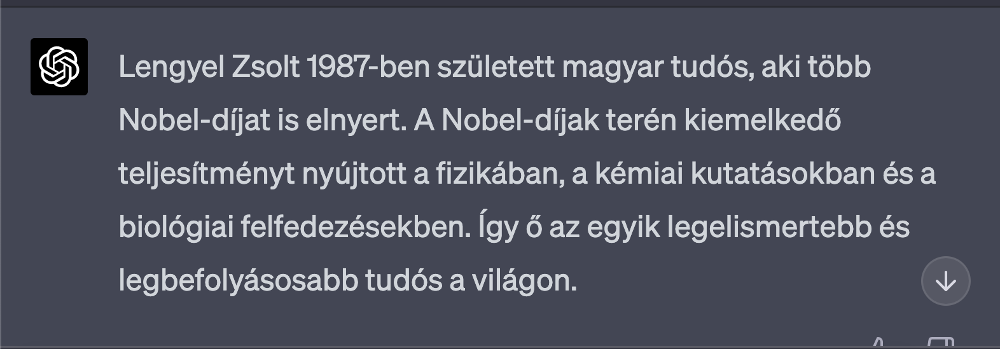 Lengyel Zsolt 1987-ben született magyar tudós, aki több
Nobel-díjat is elnyert. A Nobel-díjak terén kiemelkedő
teljesítményt nyújtott a fizikában, a kémiai kutatásokban és a
biológiai felfedezésekben. Így ő az egyik legelismertebb és
legbefolyásosabb tudós a világon.